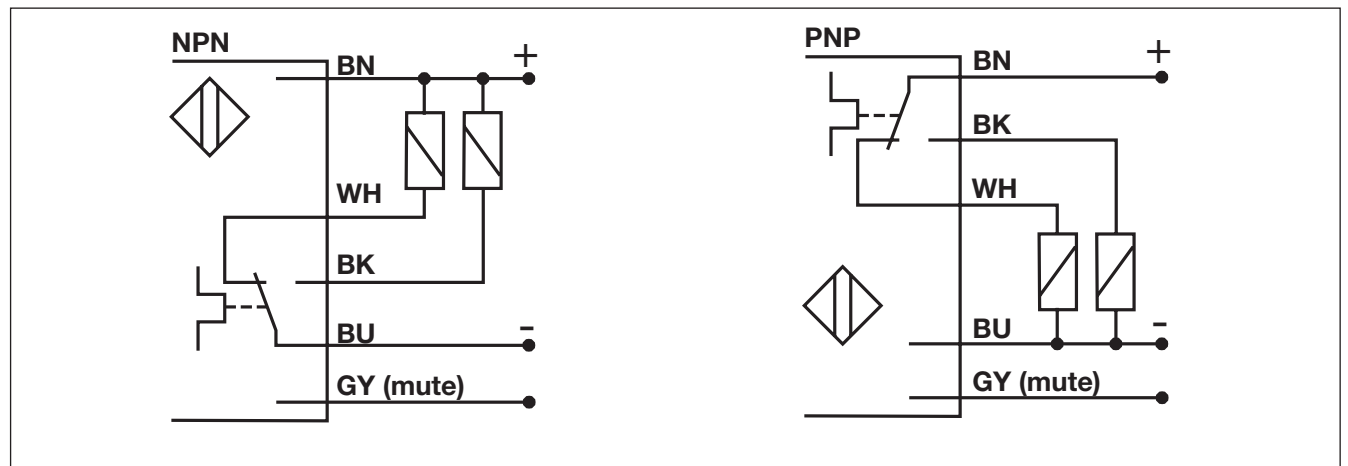 NPN
BN
+
WH
BK
BU
-
GY (mute)
PNP
BN
+
BK
WH
BU
-
GY (mute)